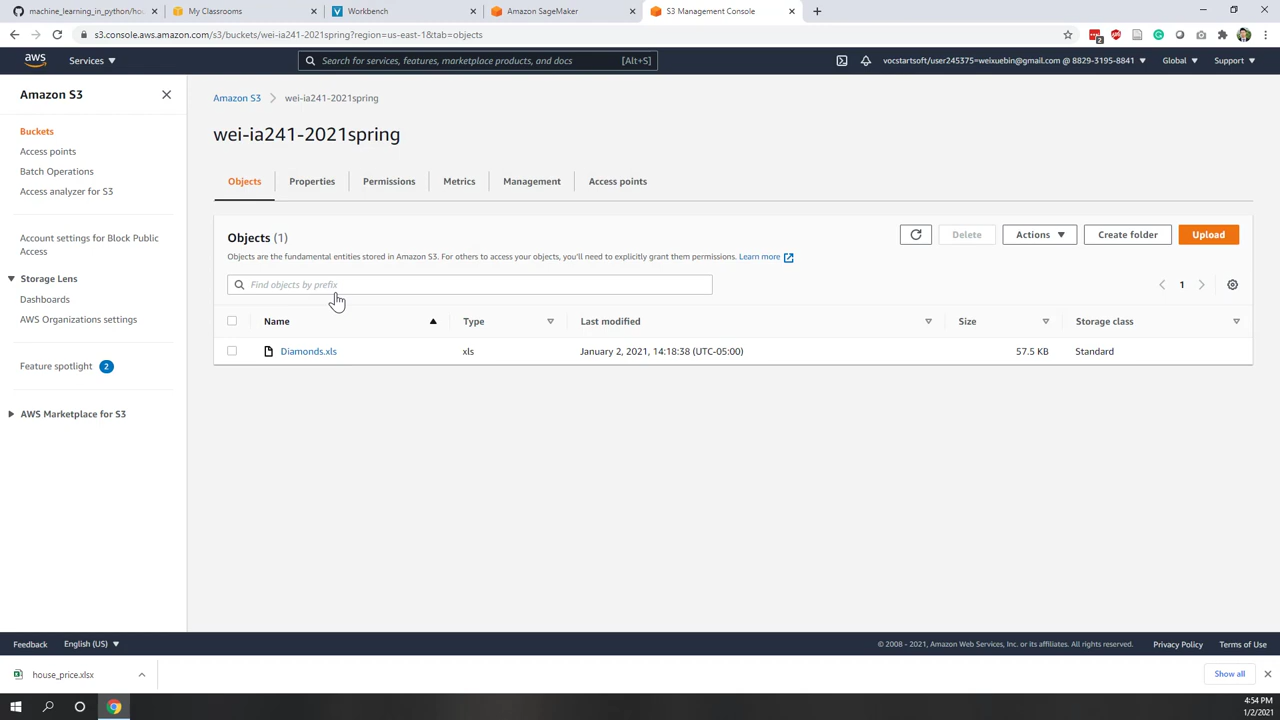 machine_learning_in_python/hou
My Classrooms
Workbench
Amazon SageMaker
S3 Management Console
s3.console.aws.amazon.com/s3/buckets/wei-ia241-2021spring?region=us-east-1&tab=objects
2
aws
Services
Search for services, features, marketplace products, and docs
[Alt+S]
vocstartsoft/user245375=weixuebin@gmail.com @ 8829-3195-8841
Global
Support
Amazon S3
Buckets
Access points
Batch Operations
Access analyzer for S3
Account settings for Block Public
Access
Storage Lens
Dashboards
AWS Organizations settings
Feature spotlight 2
AWS Marketplace for S3
Amazon S3
wei-ia241-2021spring
wei-ia241-2021spring
Objects
Properties
Permissions
Metrics
Management
Access points
Objects (1)
Delete
Actions
Create folder
Upload
Objects are the fundamental entities stored in Amazon S3. For others to access your objects, you'll need to explicitly grant them permissions. Learn more
Find objects by prefix
1
Name
Type
Last modified
Size
Storage class
Diamonds.xls
xls
January 2, 2021, 14:18:38 (UTC-05:00)
57.5 KB
Standard
Feedback
English (US)
© 2008 - 2021, Amazon Web Services, Inc. or its affiliates. All rights reserved.
Privacy Policy
Terms of Use
house_price.xlsx
Show all
4:54 PM
1/2/2021